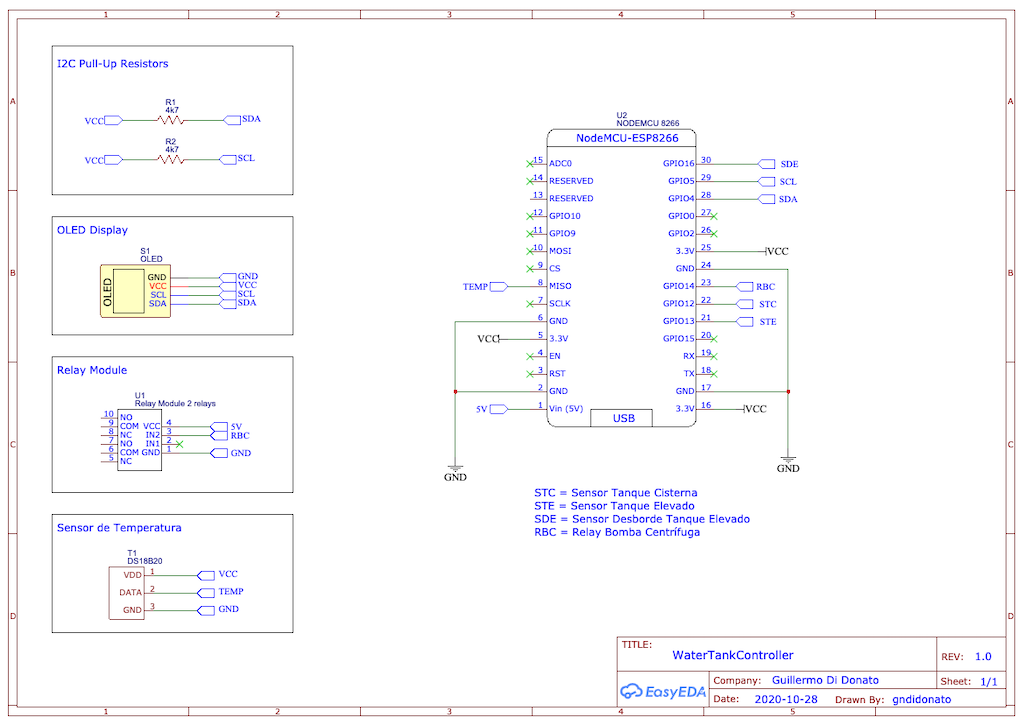 1 2 3 4 5
A A
B B
C C
D D
I2C Pull-Up Resistors
R1
4k7
VCC SDA
R2
4k7
VCC SCL
OLED Display
S1
OLED
OLED
GND GND
VCC VCC
SCL SCL
SDA SDA
Relay Module
U1
Relay Module 2 relays
10 NO
9 COM VCC 4 5V
8 NC IN2 3 RBC
7 NO IN1 2
6 COM GND 1 GND
5 NC
Sensor de Temperatura
T1
DS18B20
VDD 1 VCC
DATA 2 TEMP
GND 3 GND
U2
NODEMCU 8266
NodeMCU-ESP8266
15 ADC0 GPIO16 30 SDE
14 RESERVED GPIO5 29 SCL
13 RESERVED GPIO4 28 SDA
12 GPIO10 GPIO0 27
11 GPIO9 GPIO2 26
10 MOSI 3.3V 25 VCC
9 CS GND 24
TEMP 8 MISO GPIO14 23 RBC
7 SCLK GPIO12 22 STC
6 GND GPIO13 21 STE
VCC 5 3.3V GPIO15 20
4 EN RX 19
3 RST TX 18
2 GND GND 17
5V 1 Vin (5V) 3.3V 16 VCC
USB
GND GND
STC = Sensor Tanque Cisterna
STE = Sensor Tanque Elevado
SDE = Sensor Desborde Tanque Elevado
RBC = Relay Bomba Centrífuga
TITLE:
WaterTankController
REV: 1.0
EasyEDA
Company: Guillermo Di Donato
Sheet: 1/1
Date: 2020-10-28 Drawn By: gndidonato
1 2 3 4 5